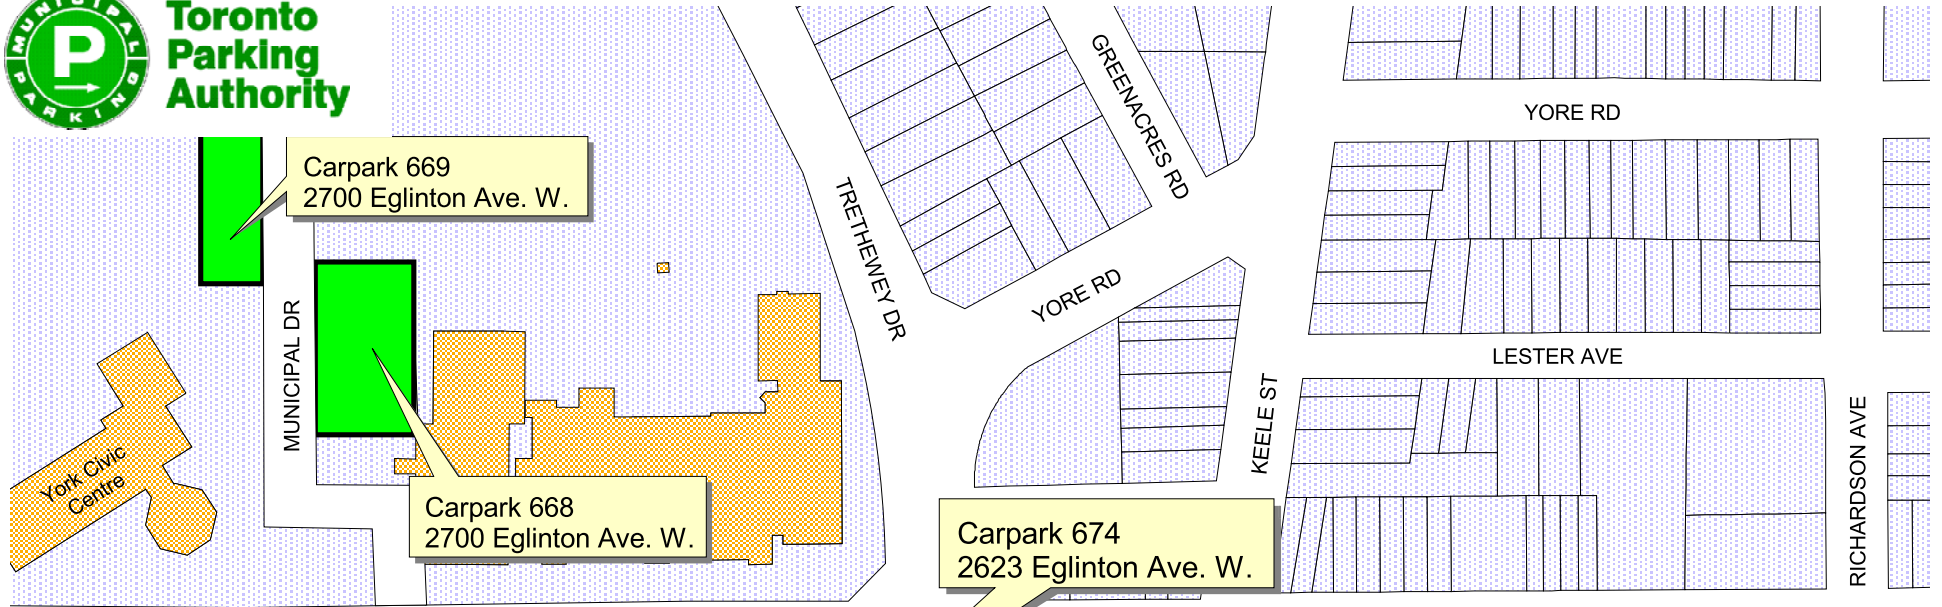 MUNICIPAL
P
PARKING
Toronto
Parking
Authority
Carpark 669
2700 Eglinton Ave. W.
GREENACRES RD
YORE RD
TRETHEWEY DR
YORE RD
MUNICIPAL DR
LESTER AVE
KEELE ST
RICHARDSON AVE
York Civic
Centre
Carpark 668
2700 Eglinton Ave. W.
Carpark 674
2623 Eglinton Ave. W.